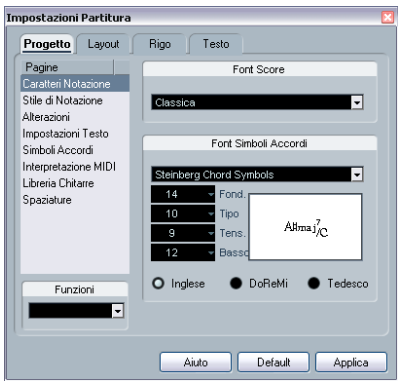 Impostazioni Partitura
Progetto Layout Rigo Testo
Pagine
Caratteri Notazione
Stile di Notazione
Alterazioni
Impostazioni Testo
Simboli Accordi
Interpretazione MIDI
Libreria Chitarre
Spaziature
Funzioni
Font Score
Classica
Font Simboli Accordi
Steinberg Chord Symbols
14 Fond.
10 Tipo
9 Tens.
12 Basso
A#maj7/C
Inglese DoReMi Tedesco
Aiuto Default Applica